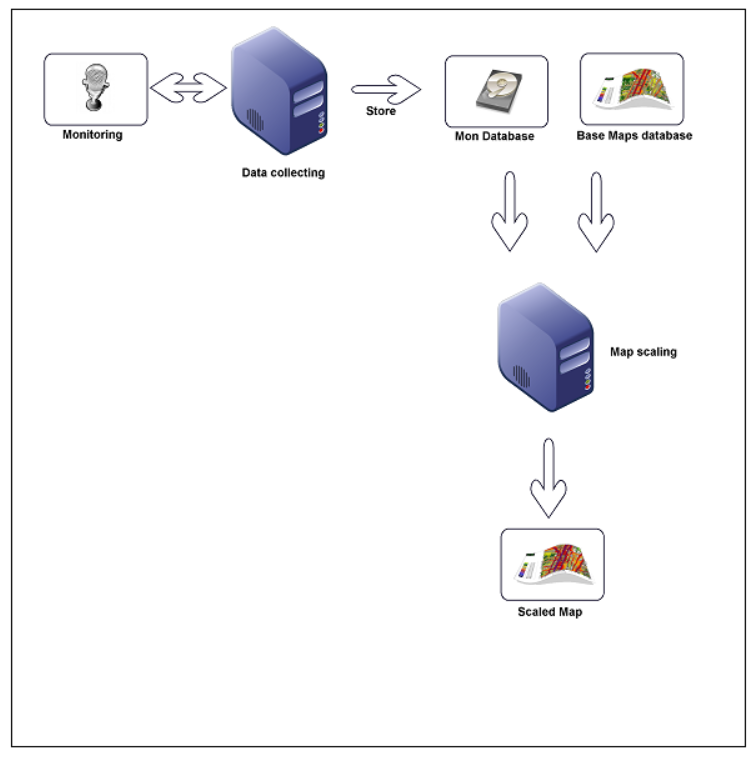 Monitoring
Data collecting
Store
Mon Database
Base Maps database
Map scaling
Scaled Map